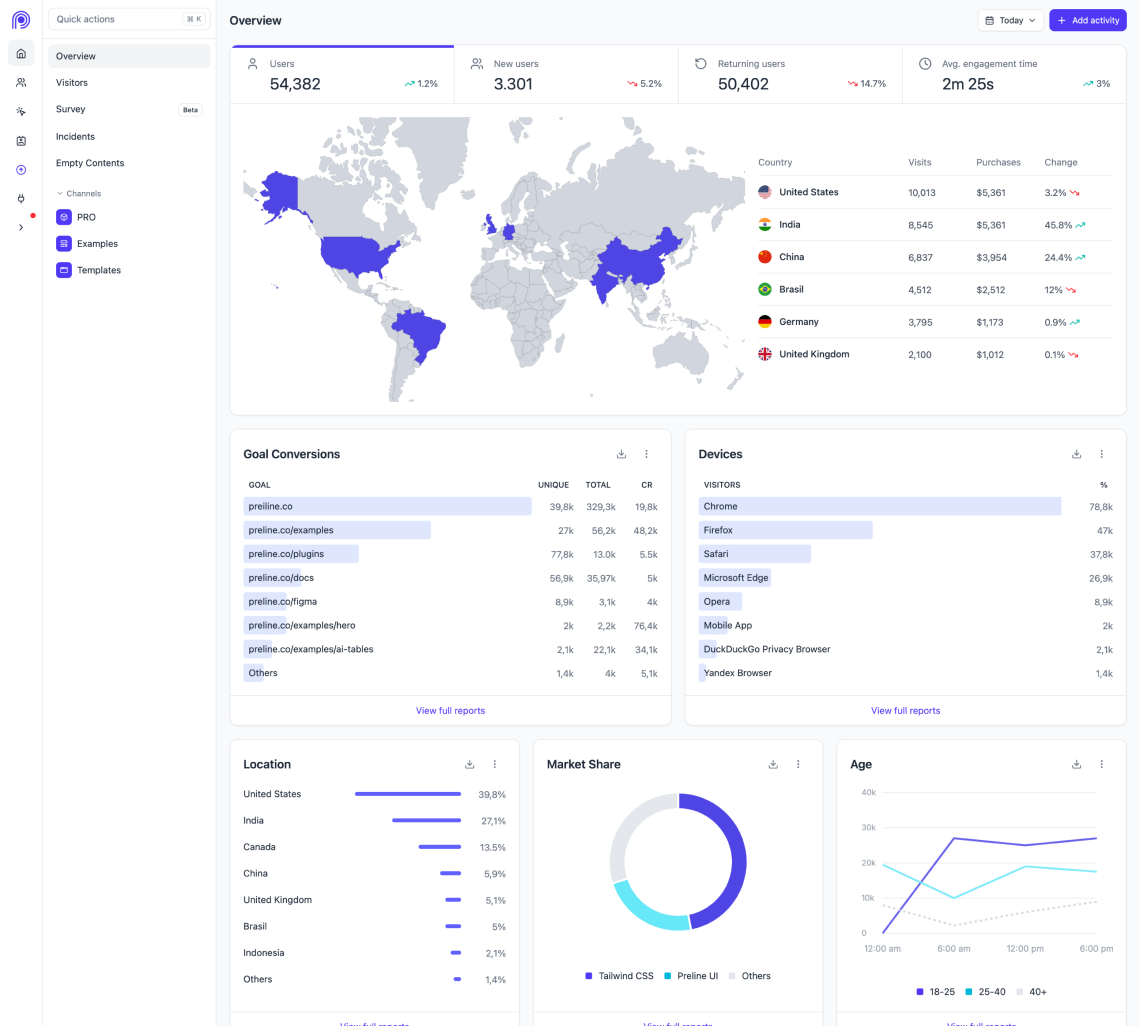 Quick actions ⌘ K
Overview
Visitors
Survey Beta
Incidents
Empty Contents
Channels
PRO
Examples
Templates
Overview
Today
Add activity
Users
54,382 1.2%
New users
3.301 5.2%
Returning users
50,402 14.7%
Avg. engagement time
2m 25s 3%
Country Visits Purchases Change
United States 10,013 $5,361 3.2%
India 8,545 $5,361 45.8%
China 6,837 $3,954 24.4%
Brasil 4,512 $2,512 12%
Germany 3,795 $1,173 0.9%
United Kingdom 2,100 $1,012 0.1%
Goal Conversions
GOAL UNIQUE TOTAL CR
preiline.co 39,8k 329,3k 19,8k
preline.co/examples 27k 56,2k 48,2k
preline.co/plugins 77,8k 13.0k 5.5k
preline.co/docs 56,9k 35,97k 5k
preline.co/figma 8,9k 3,1k 4k
preline.co/examples/hero 2k 2,2k 76,4k
preline.co/examples/ai-tables 2,1k 22,1k 34,1k
Others 1,4k 4k 5,1k
View full reports
Devices
VISITORS %
Chrome 78,8k
Firefox 47k
Safari 37,8k
Microsoft Edge 26,9k
Opera 8,9k
Mobile App 2k
DuckDuckGo Privacy Browser 2,1k
Yandex Browser 1,4k
View full reports
Location
United States 39,8%
India 27,1%
Canada 13.5%
China 5,9%
United Kingdom 5,1%
Brasil 5%
Indonesia 2,1%
Others 1,4%
View full reports
Market Share
Tailwind CSS Preline UI Others
View full reports
Age
40k
30k
20k
10k
0
12:00 am 6:00 am 12:00 pm 6:00 pm
18-25 25-40 40+
View full reports